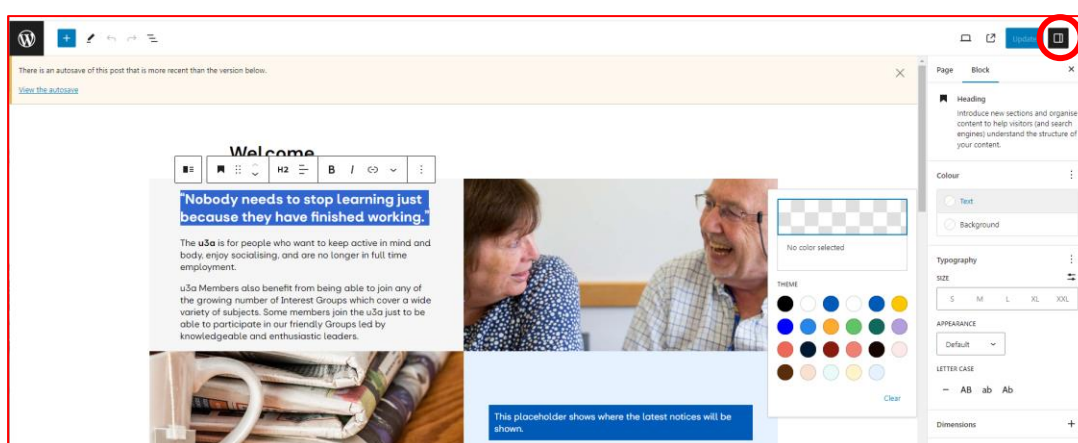 Update
There is an autosave of this post that is more recent than the version below.
View the autosave
Welcome
H2 B I
"Nobody needs to stop learning just
because they have finished working."
The u3a is for people who want to keep active in mind and
body, enjoy socialising, and are no longer in full time
employment.
u3a Members also benefit from being able to join any of
the growing number of Interest Groups which cover a wide
variety of subjects. Some members join the u3a just to be
able to participate in our friendly Groups led by
knowledgeable and enthusiastic leaders.
This placeholder shows where the latest notices will be
shown.
No color selected
THEME
Clear
Page Block
Heading
Introduce new sections and organise
content to help visitors (and search
engines) understand the structure of
your content.
Colour
Text
Background
Typography
SIZE
S M L XL XXL
APPEARANCE
Default
LETTER CASE
– AB ab Ab
Dimensions